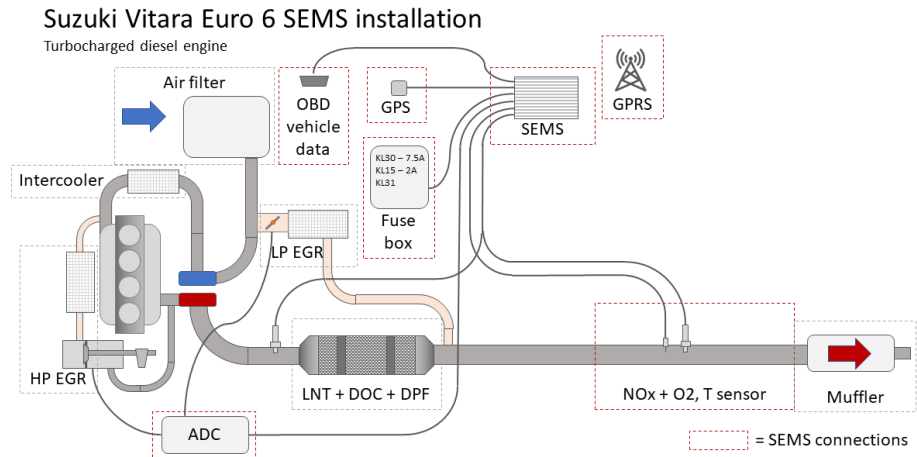 Suzuki Vitara Euro 6 SEMS installation
Turbocharged diesel engine
Air filter
OBD
vehicle
data
GPS
SEMS
GPRS
KL30 – 7.5A
KL15 – 2A
KL31
Fuse
box
Intercooler
LP EGR
HP EGR
LNT + DOC + DPF
NOx + O2, T sensor
Muffler
ADC
= SEMS connections